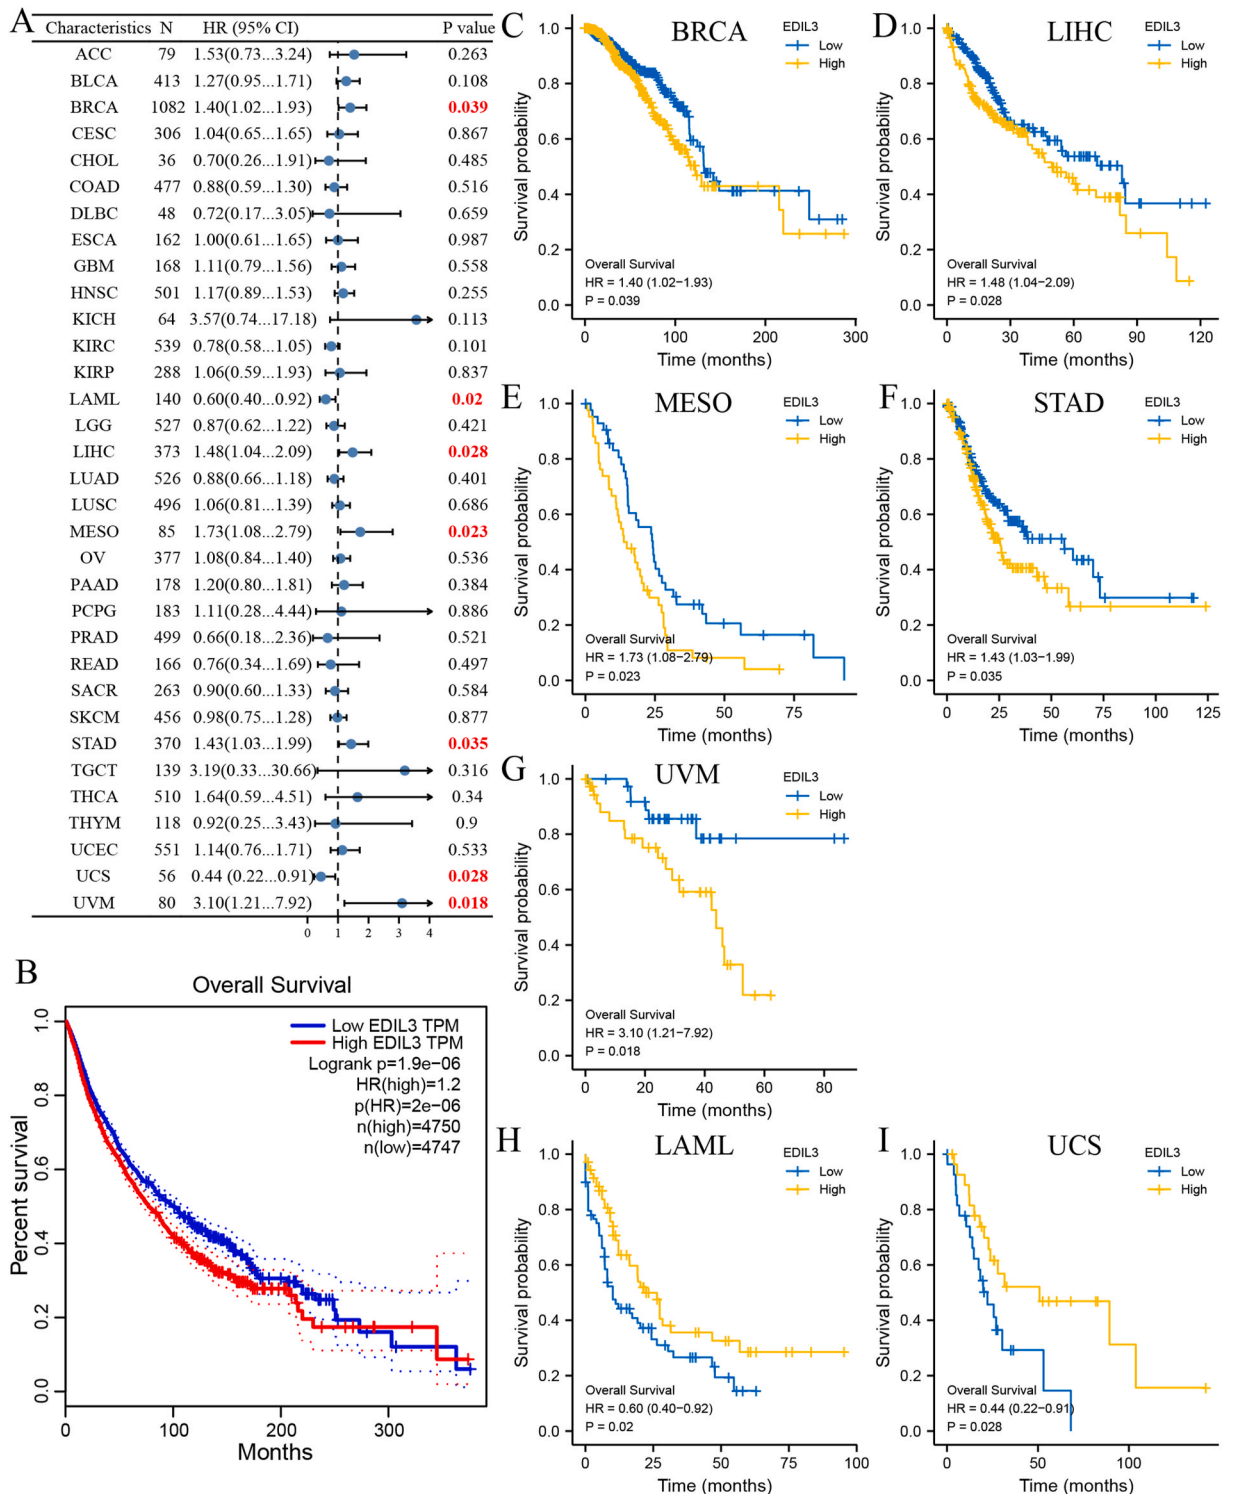 A
Characteristics N HR (95% CI) P value
ACC 79 1.53(0.73...3.24) 0.263
BLCA 413 1.27(0.95...1.71) 0.108
BRCA 1082 1.40(1.02...1.93) 0.039
CESC 306 1.04(0.65...1.65) 0.867
CHOL 36 0.70(0.26...1.91) 0.485
COAD 477 0.88(0.59...1.30) 0.516
DLBC 48 0.72(0.17...3.05) 0.659
ESCA 162 1.00(0.61...1.65) 0.987
GBM 168 1.11(0.79...1.56) 0.558
HNSC 501 1.17(0.89...1.53) 0.255
KICH 64 3.57(0.74...17.18) 0.113
KIRC 539 0.78(0.58...1.05) 0.101
KIRP 288 1.06(0.59...1.93) 0.837
LAML 140 0.60(0.40...0.92) 0.02
LGG 527 0.87(0.62...1.22) 0.421
LIHC 373 1.48(1.04...2.09) 0.028
LUAD 526 0.88(0.66...1.18) 0.401
LUSC 496 1.06(0.81...1.39) 0.686
MESO 85 1.73(1.08...2.79) 0.023
OV 377 1.08(0.84...1.40) 0.536
PAAD 178 1.20(0.80...1.81) 0.384
PCPG 183 1.11(0.28...4.44) 0.886
PRAD 499 0.66(0.18...2.36) 0.521
READ 166 0.76(0.34...1.69) 0.497
SACR 263 0.90(0.60...1.33) 0.584
SKCM 456 0.98(0.75...1.28) 0.877
STAD 370 1.43(1.03...1.99) 0.035
TGCT 139 3.19(0.33...30.66) 0.316
THCA 510 1.64(0.59...4.51) 0.34
THYM 118 0.92(0.25...3.43) 0.9
UCEC 551 1.14(0.76...1.71) 0.533
UCS 56 0.44 (0.22...0.91) 0.028
UVM 80 3.10(1.21...7.92) 0.018
0 1 2 3 4
B
Overall Survival
Low EDIL3 TPM
High EDIL3 TPM
Logrank p=1.9e−06
HR(high)=1.2
p(HR)=2e−06
n(high)=4750
n(low)=4747
Percent survival
1.0
0.8
0.6
0.4
0.2
0.0
0 100 200 300
Months
C
BRCA
EDIL3
Low
High
Survival probability
1.0
0.8
0.6
0.4
0.2
0.0
Overall Survival
HR = 1.40 (1.02−1.93)
P = 0.039
0 100 200 300
Time (months)
D
LIHC
EDIL3
Low
High
Survival probability
1.0
0.8
0.6
0.4
0.2
0.0
Overall Survival
HR = 1.48 (1.04−2.09)
P = 0.028
0 30 60 90 120
Time (months)
E
MESO
EDIL3
Low
High
Survival probability
1.0
0.8
0.6
0.4
0.2
0.0
Overall Survival
HR = 1.73 (1.08−2.79)
P = 0.023
0 25 50 75
Time (months)
F
STAD
EDIL3
Low
High
Survival probability
1.0
0.8
0.6
0.4
0.2
0.0
Overall Survival
HR = 1.43 (1.03−1.99)
P = 0.035
0 25 50 75 100 125
Time (months)
G
UVM
EDIL3
Low
High
Survival probability
1.0
0.8
0.6
0.4
0.2
0.0
Overall Survival
HR = 3.10 (1.21−7.92)
P = 0.018
0 20 40 60 80
Time (months)
H
LAML
EDIL3
Low
High
Survival probability
1.0
0.8
0.6
0.4
0.2
0.0
Overall Survival
HR = 0.60 (0.40−0.92)
P = 0.02
0 25 50 75 100
Time (months)
I
UCS
EDIL3
Low
High
Survival probability
1.0
0.8
0.6
0.4
0.2
0.0
Overall Survival
HR = 0.44 (0.22−0.91)
P = 0.028
0 50 100
Time (months)